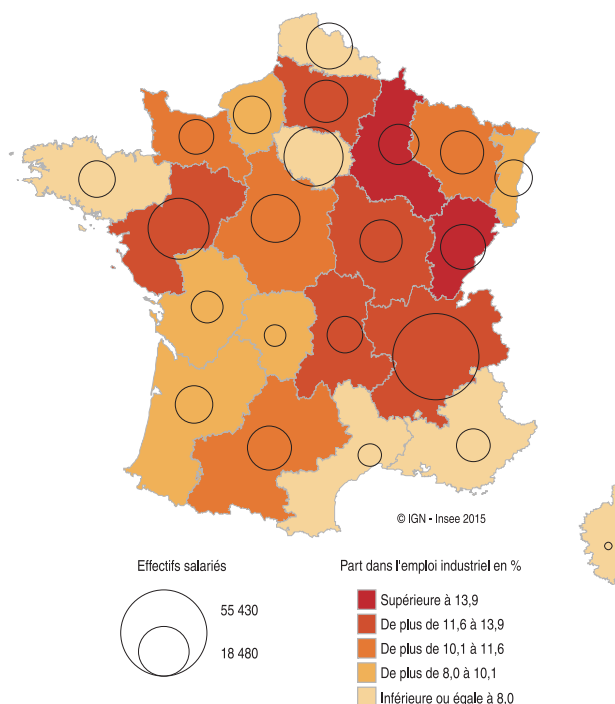 © IGN - Insee 2015
Effectifs salariés
55 430
18 480
Part dans l'emploi industriel en %
Supérieure à 13,9
De plus de 11,6 à 13,9
De plus de 10,1 à 11,6
De plus de 8,0 à 10,1
Inférieure ou égale à 8,0